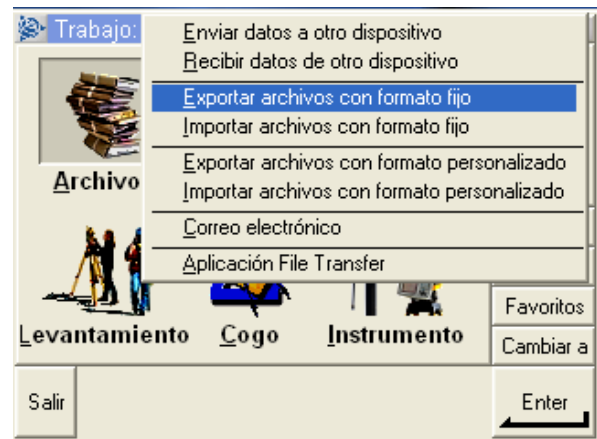 Trabajo:
Enviar datos a otro dispositivo
Recibir datos de otro dispositivo
Exportar archivos con formato fijo
Importar archivos con formato fijo
Exportar archivos con formato personalizado
Importar archivos con formato personalizado
Correo electrónico
Aplicación File Transfer
Archivo
Levantamiento
Cogo
Instrumento
Favoritos
Cambiar a
Salir
Enter